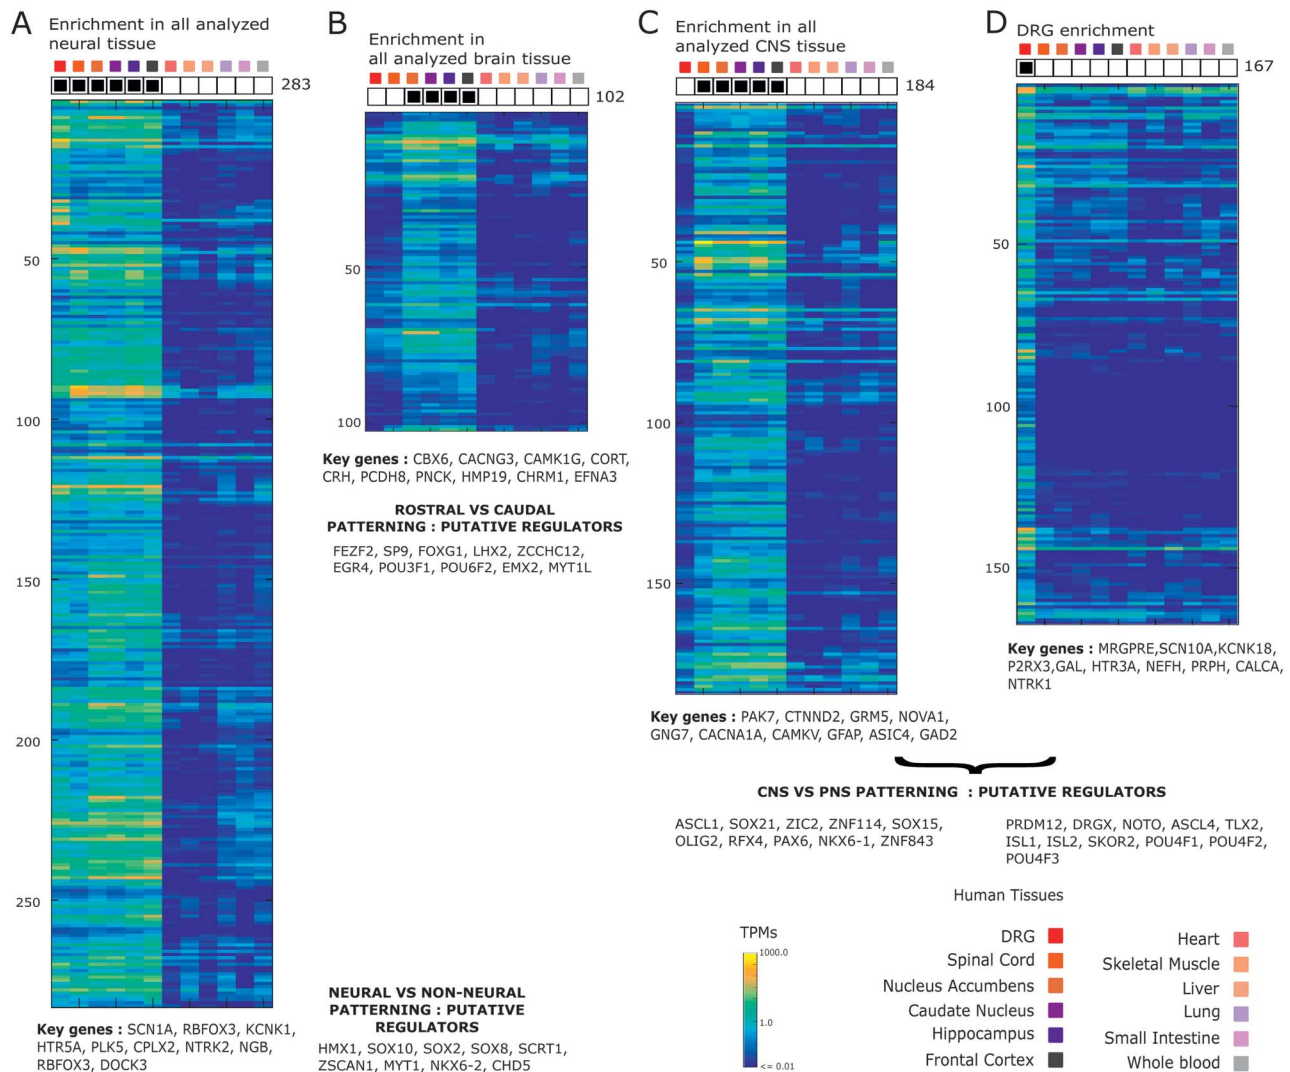 A
Enrichment in all analyzed
neural tissue
283
50
100
150
200
250
Key genes : SCN1A, RBFOX3, KCNK1,
HTR5A, PLK5, CPLX2, NTRK2, NGB,
RBFOX3, DOCK3
B
Enrichment in
all analyzed brain tissue
102
50
100
Key genes : CBX6, CACNG3, CAMK1G, CORT,
CRH, PCDH8, PNCK, HMP19, CHRM1, EFNA3
ROSTRAL VS CAUDAL
PATTERNING : PUTATIVE REGULATORS
FEZF2, SP9, FOXG1, LHX2, ZCCHC12,
EGR4, POU3F1, POU6F2, EMX2, MYT1L
NEURAL VS NON-NEURAL
PATTERNING : PUTATIVE
REGULATORS
HMX1, SOX10, SOX2, SOX8, SCRT1,
ZSCAN1, MYT1, NKX6-2, CHD5
C
Enrichment in all
analyzed CNS tissue
184
50
100
150
Key genes : PAK7, CTNND2, GRM5, NOVA1,
GNG7, CACNA1A, CAMKV, GFAP, ASIC4, GAD2
D
DRG enrichment
167
50
100
150
Key genes : MRGPRE,SCN10A,KCNK18,
P2RX3,GAL, HTR3A, NEFH, PRPH, CALCA,
NTRK1
CNS VS PNS PATTERNING : PUTATIVE REGULATORS
ASCL1, SOX21, ZIC2, ZNF114, SOX15,
OLIG2, RFX4, PAX6, NKX6-1, ZNF843
PRDM12, DRGX, NOTO, ASCL4, TLX2,
ISL1, ISL2, SKOR2, POU4F1, POU4F2,
POU4F3
TPMs
1000.0
1.0
<= 0.01
Human Tissues
DRG
Spinal Cord
Nucleus Accumbens
Caudate Nucleus
Hippocampus
Frontal Cortex
Heart
Skeletal Muscle
Liver
Lung
Small Intestine
Whole blood